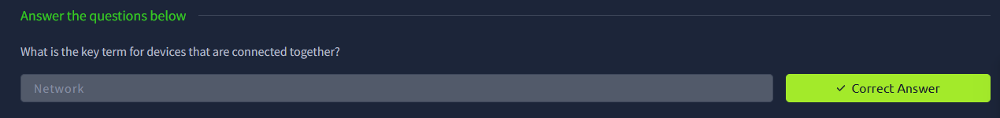 Answer the questions below
What is the key term for devices that are connected together?
Network
✓ Correct Answer